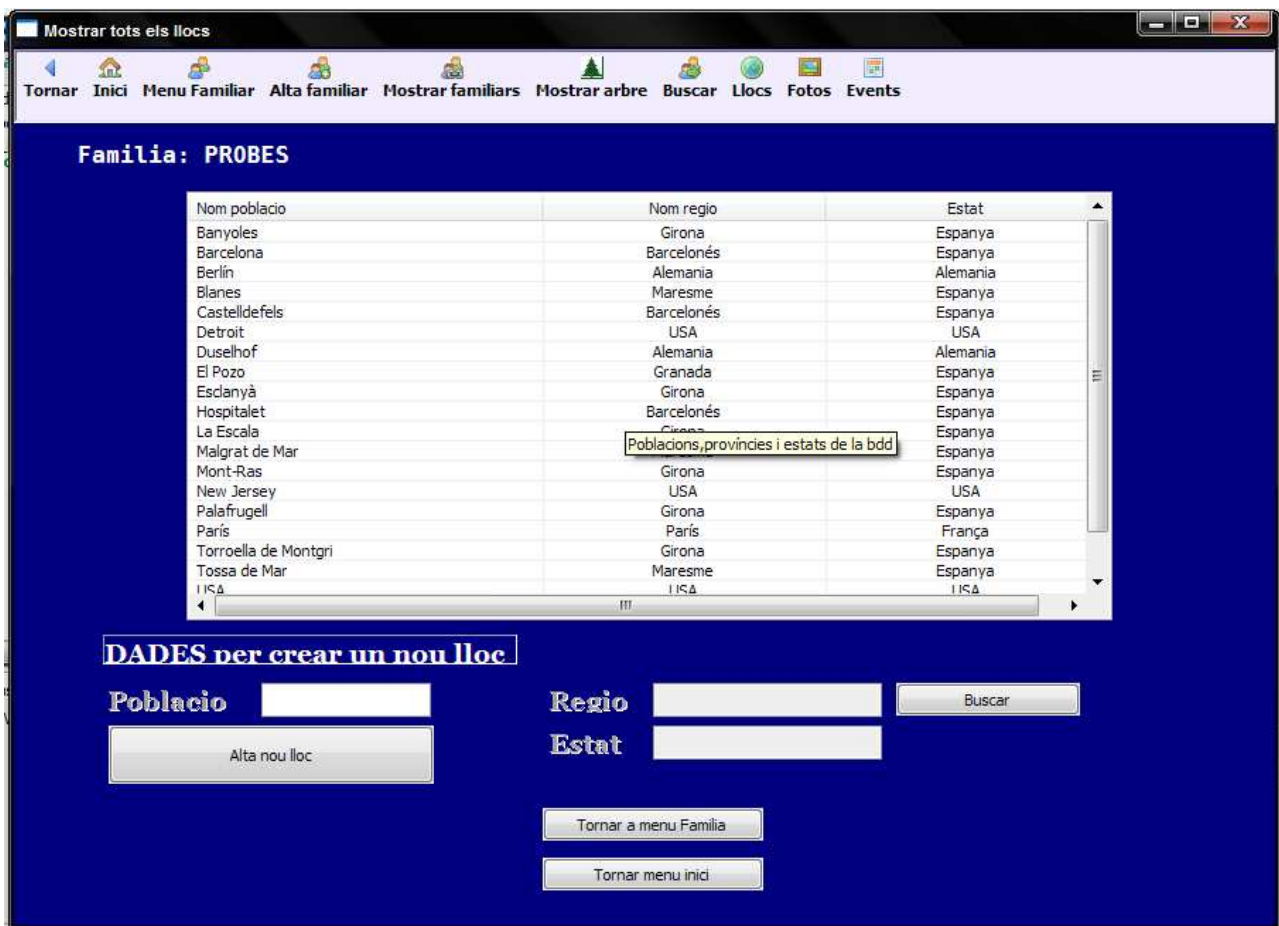 Mostrar tots els llocs
Tornar Inici Menu Familiar Alta familiar Mostrar familiars Mostrar arbre Buscar Llocs Fotos Events
Familia: PROBES
Nom poblacio Nom regio Estat
Banyoles Girona Espanya
Barcelona Barcelonés Espanya
Berlín Alemania Alemania
Blanes Maresme Espanya
Castelldefels Barcelonés Espanya
Detroit USA USA
Duselhof Alemania Alemania
El Pozo Granada Espanya
Esclanyà Girona Espanya
Hospitalet Barcelonés Espanya
La Escala Girona Espanya
Poblacions,províncies i estats de la bdd
Malgrat de Mar Maresme Espanya
Mont-Ras Girona Espanya
New Jersey USA USA
Palafrugell Girona Espanya
París París França
Torroella de Montgri Girona Espanya
Tossa de Mar Maresme Espanya
USA USA USA
DADES per crear un nou lloc
Poblacio Regio Buscar
Alta nou lloc Estat
Tornar a menu Familia
Tornar menu inici